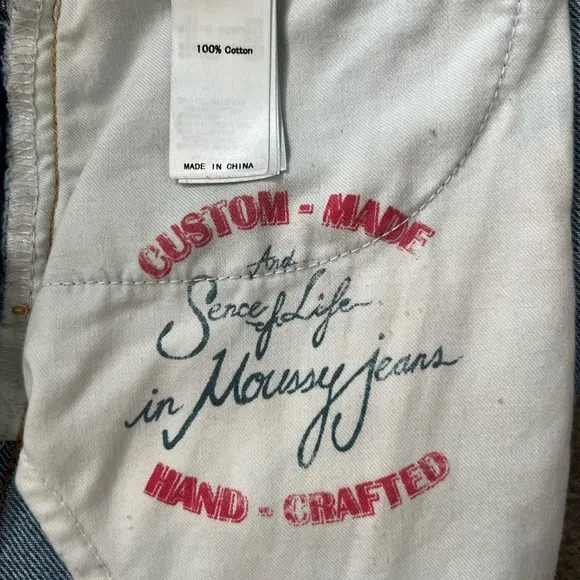 100% Cotton
MADE IN CHINA
CUSTOM - MADE
And
Sence of Life
in Moussy jeans
HAND - CRAFTED